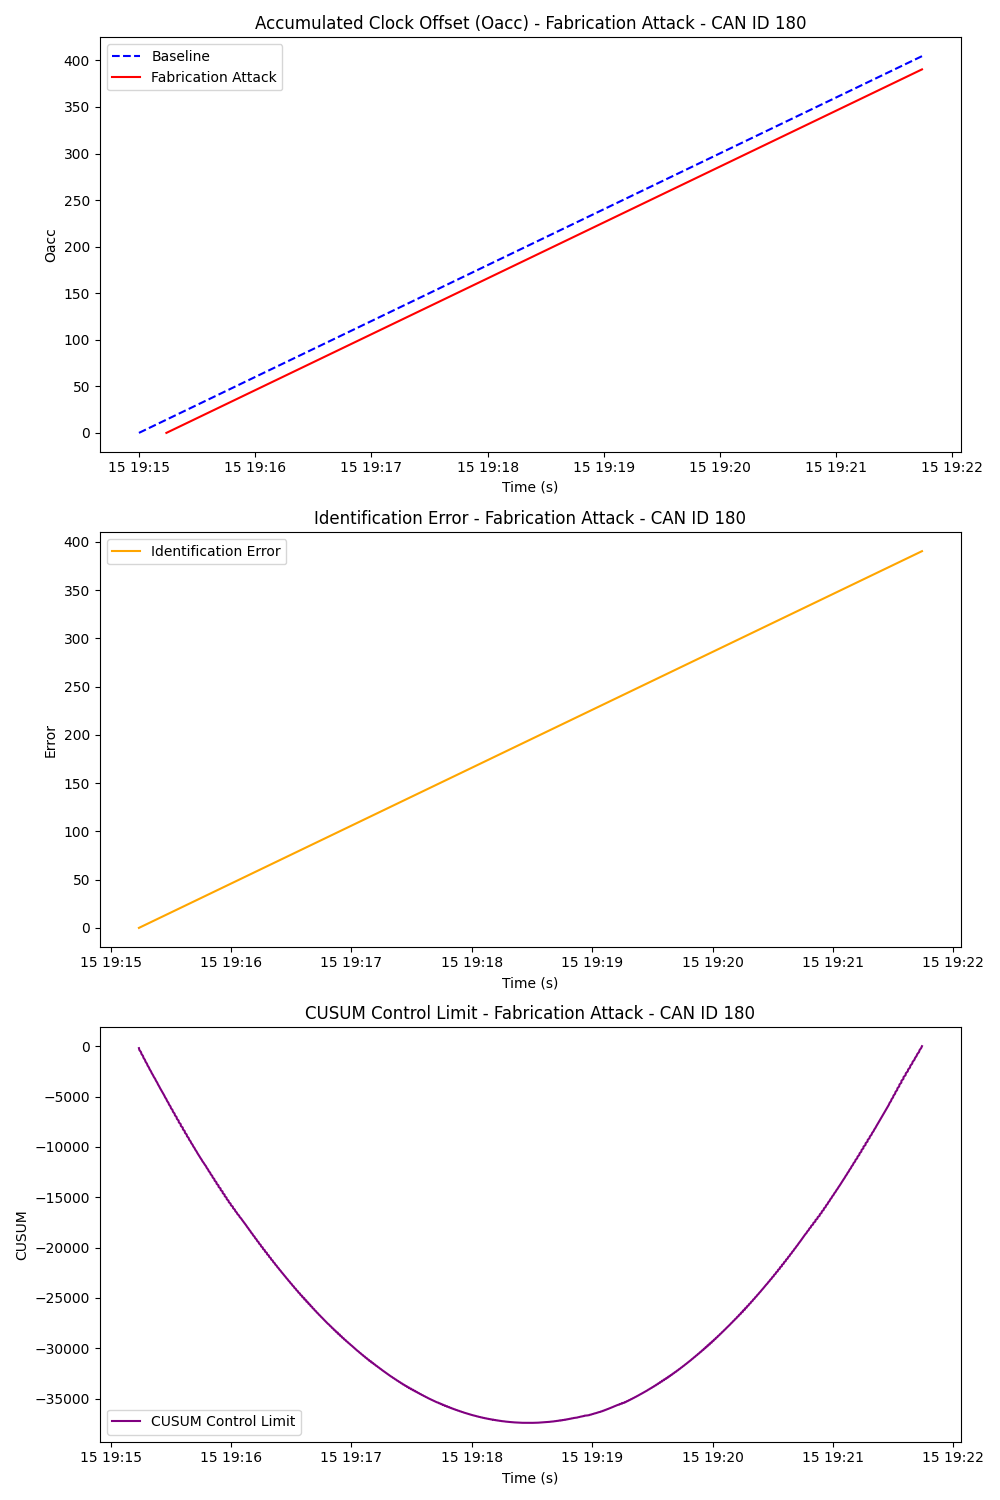 Accumulated Clock Offset (Oacc) - Fabrication Attack - CAN ID 180
Baseline
Fabrication Attack
400
350
300
250
200
150
100
50
0
Oacc
15 19:15 15 19:16 15 19:17 15 19:18 15 19:19 15 19:20 15 19:21 15 19:22
Time (s)
Identification Error - Fabrication Attack - CAN ID 180
Identification Error
400
350
300
250
200
150
100
50
0
Error
15 19:15 15 19:16 15 19:17 15 19:18 15 19:19 15 19:20 15 19:21 15 19:22
Time (s)
CUSUM Control Limit - Fabrication Attack - CAN ID 180
0
−5000
−10000
−15000
−20000
−25000
−30000
−35000
CUSUM
CUSUM Control Limit
15 19:15 15 19:16 15 19:17 15 19:18 15 19:19 15 19:20 15 19:21 15 19:22
Time (s)